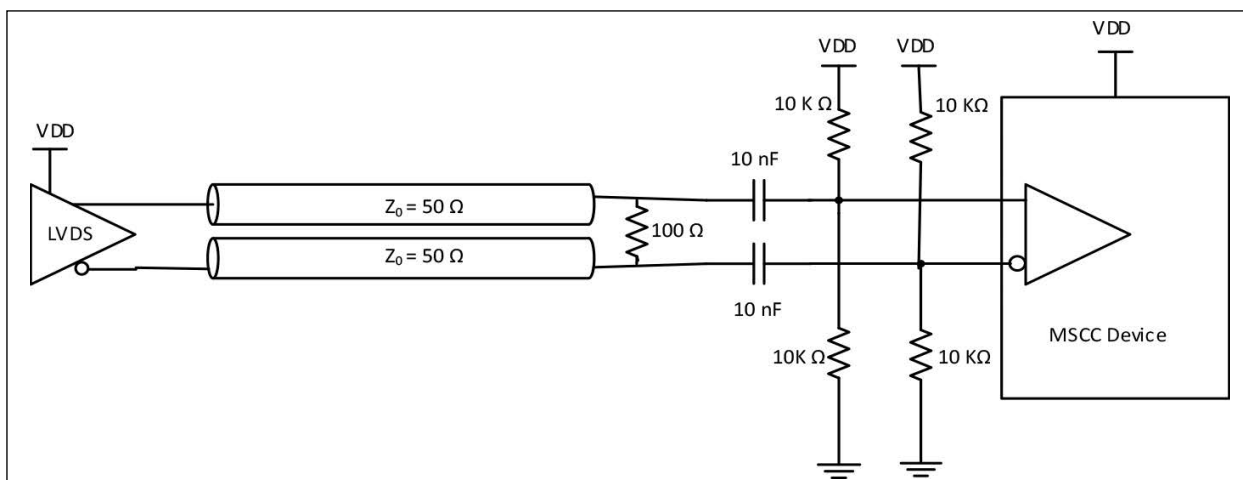 VDD
VDD
VDD
10 K Ω
10 KΩ
VDD
10 nF
LVDS
Z0 = 50 Ω
100 Ω
Z0 = 50 Ω
10 nF
10K Ω
10 KΩ
MSCC Device